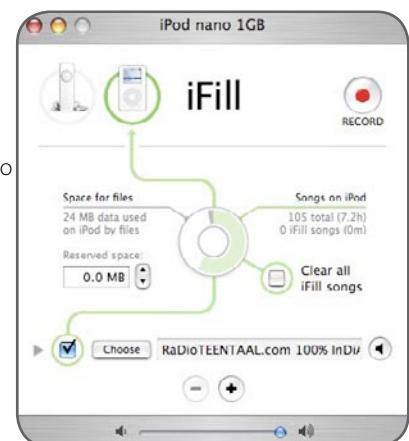 iPod nano 1GB
iFill
RECORD
Space for files
24 MB data used
on iPod by files
Reserved space:
0.0 MB
Songs on iPod
105 total (7.2h)
0 iFill songs (0m)
Clear all
iFill songs
Choose
RaDioTEENTAAL.com 100% InDi
o